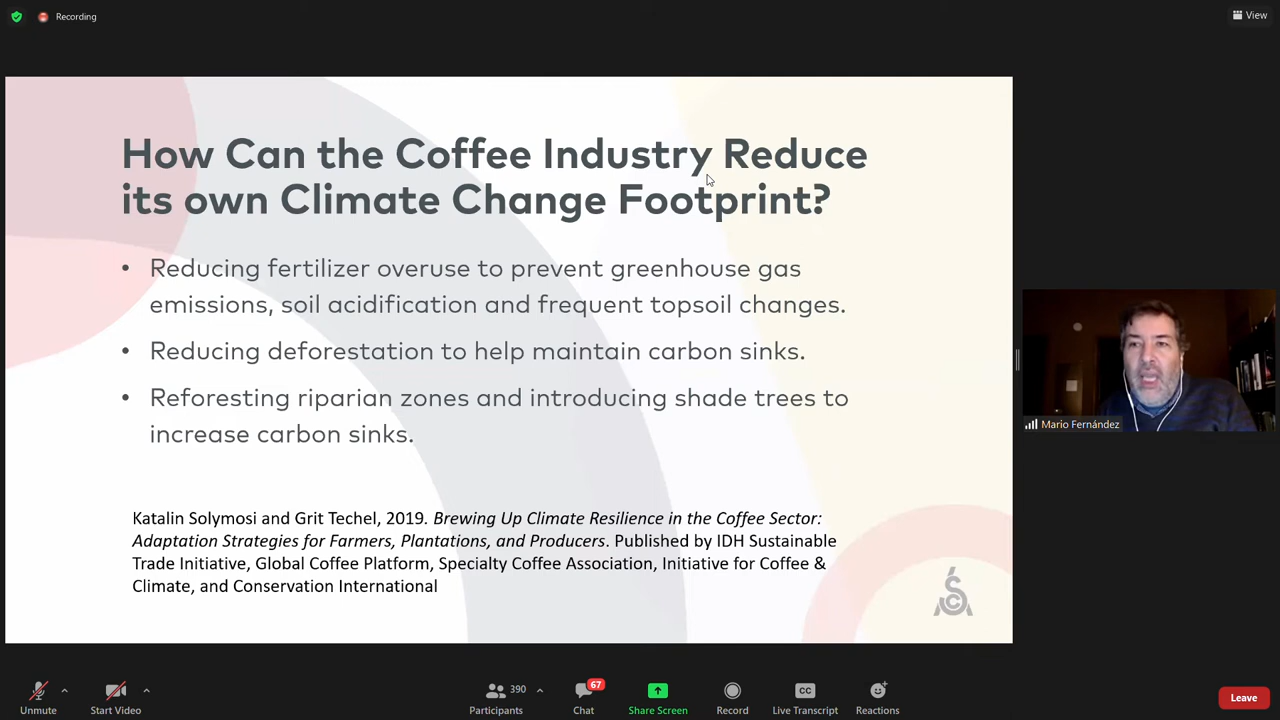 Recording
View
How Can the Coffee Industry Reduce
its own Climate Change Footprint?
• Reducing fertilizer overuse to prevent greenhouse gas
emissions, soil acidification and frequent topsoil changes.
• Reducing deforestation to help maintain carbon sinks.
• Reforesting riparian zones and introducing shade trees to
increase carbon sinks.
Katalin Solymosi and Grit Techel, 2019. Brewing Up Climate Resilience in the Coffee Sector:
Adaptation Strategies for Farmers, Plantations, and Producers. Published by IDH Sustainable
Trade Initiative, Global Coffee Platform, Specialty Coffee Association, Initiative for Coffee &
Climate, and Conservation International
SCA
Mario Fernández
Unmute
Start Video
390
Participants
67
Chat
Share Screen
Record
CC
Live Transcript
Reactions
Leave